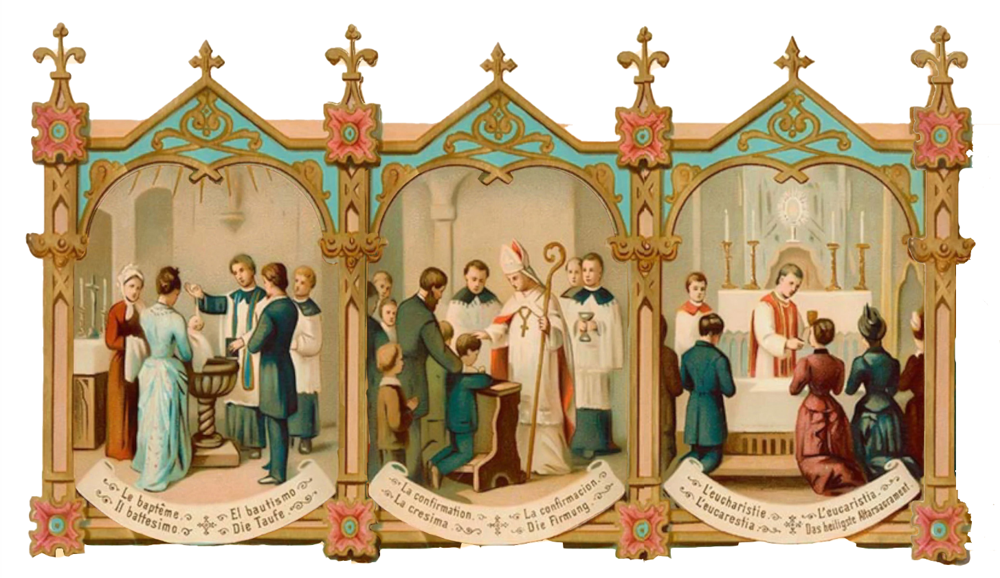 Le baptême.
Il battesimo.
El bautismo
Die Taufe.
La confirmation.
La cresima.
La confirmacion.
Die Firmung.
L'eucharistie.
L'eucarestia.
L'eucaristia.
Das heiligste Altarsacrament.